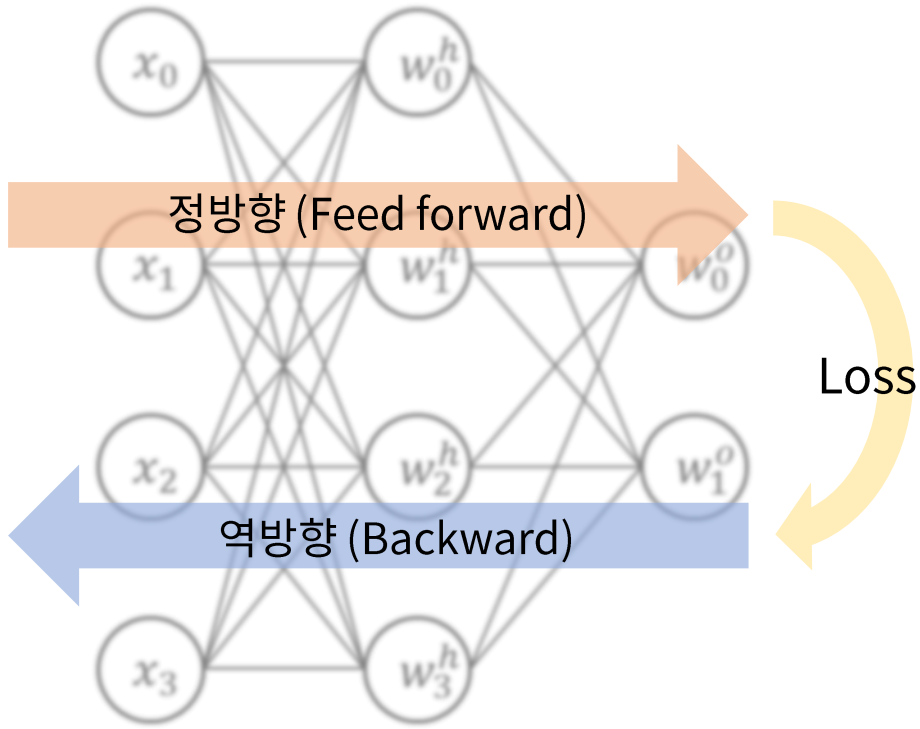 x₀ w₀ʰ
정방향 (Feed forward)
x₁ w₁ʰ w₀ᵒ
Loss
x₂ w₂ʰ w₁ᵒ
역방향 (Backward)
x₃ w₃ʰ